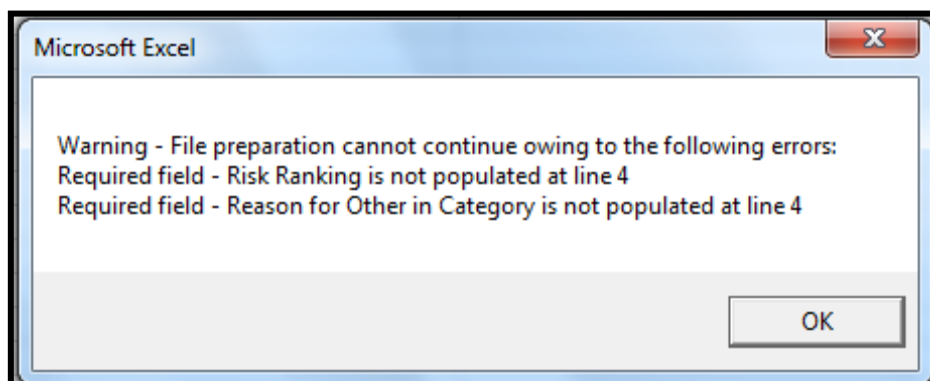 Microsoft Excel
Warning - File preparation cannot continue owing to the following errors:
Required field - Risk Ranking is not populated at line 4
Required field - Reason for Other in Category is not populated at line 4
OK